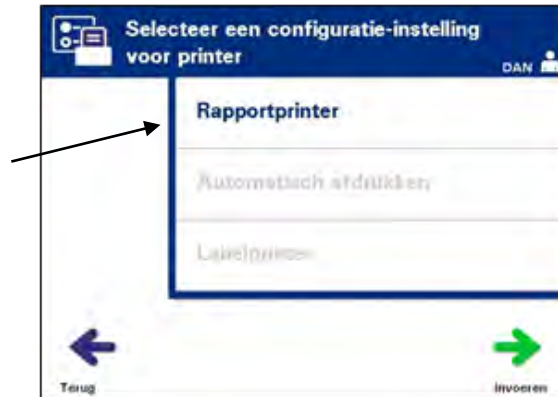 Selecteer een configuratie-instelling
voor printer
DAN
Rapportprinter
Automatisch afdrukken
Labelprinter
Terug
Invoeren